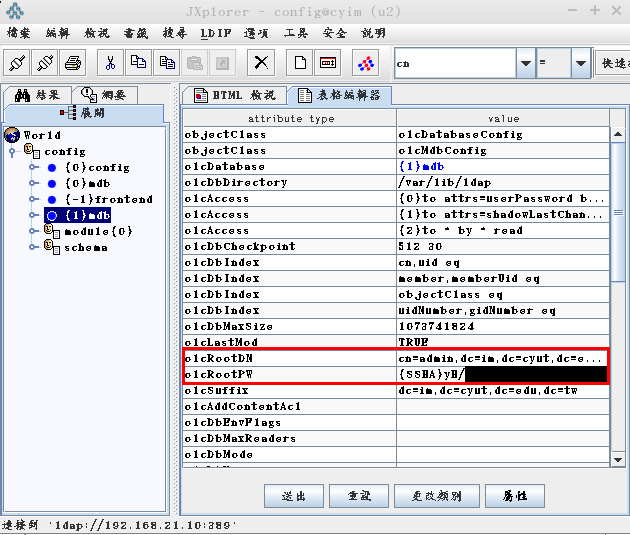 JXplorer - config@cyim (u2)
檔案 編輯 檢視 書籤 搜尋 LDIF 選項 工具 安全 說明
cn = 快速
結果 綱要
展開
World
config
{0}config
{0}mdb
{-1}frontend
{1}mdb
module{0}
schema
HTML 檢視 表格編輯器
attribute type value
objectClass olcDatabaseConfig
objectClass olcMdbConfig
olcDatabase {1}mdb
olcDbDirectory /var/lib/ldap
olcAccess {0}to attrs=userPassword b...
olcAccess {1}to attrs=shadowLastChan...
olcAccess {2}to * by * read
olcDbCheckpoint 512 30
olcDbIndex cn,uid eq
olcDbIndex member,memberUid eq
olcDbIndex objectClass eq
olcDbIndex uidNumber,gidNumber eq
olcDbMaxSize 1073741824
olcLastMod TRUE
olcRootDN cn=admin,dc=im,dc=cyut,dc=e...
olcRootPW {SSHA}yH/
olcSuffix dc=im,dc=cyut,dc=edu,dc=tw
olcAddContentAcl
olcDbEnvFlags
olcDbMaxReaders
olcDbMode
送出 重設 更改類別 屬性
連接到 'ldap://192.168.21.10:389'